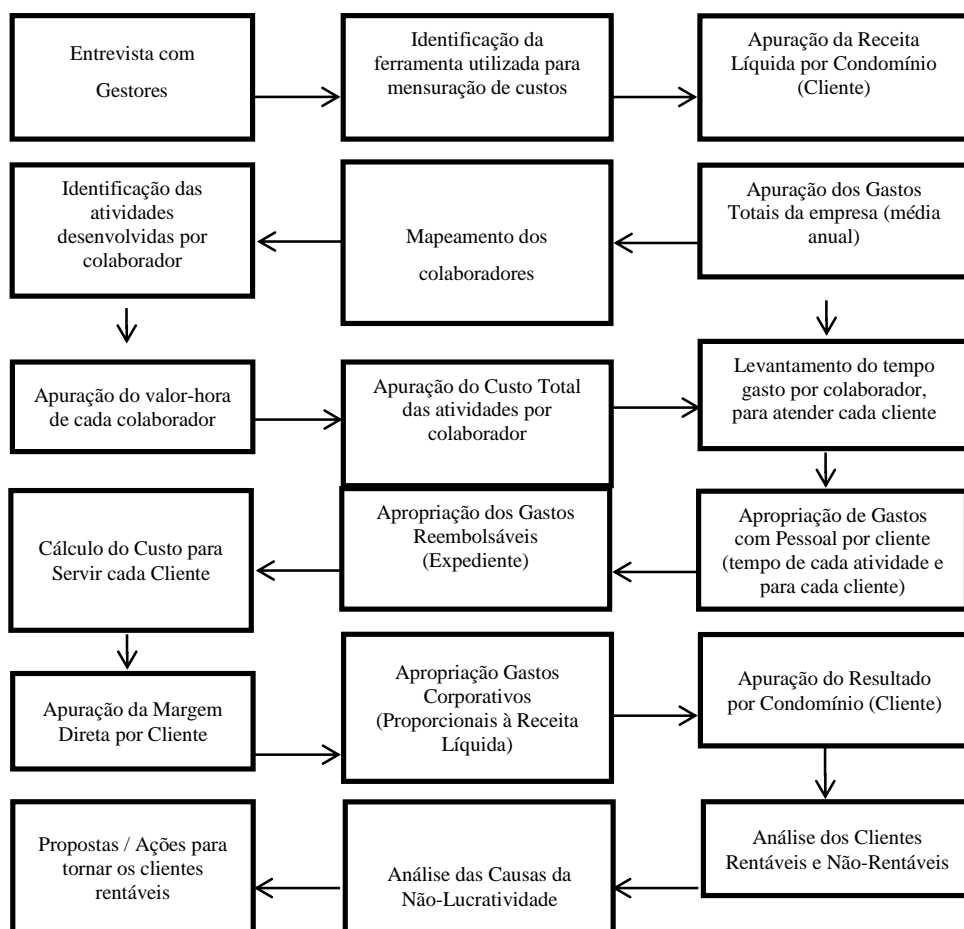 Entrevista com
Gestores
Identificação da
ferramenta utilizada para
mensuração de custos
Apuração da Receita
Líquida por Condomínio
(Cliente)
Identificação das
atividades
desenvolvidas por
colaborador
Mapeamento dos
colaboradores
Apuração dos Gastos
Totais da empresa (média
anual)
Apuração do valor-hora
de cada colaborador
Apuração do Custo Total
das atividades por
colaborador
Levantamento do tempo
gasto por colaborador,
para atender cada cliente
Cálculo do Custo para
Servir cada Cliente
Apropriação dos Gastos
Reembolsáveis
(Expediente)
Apropriação de Gastos
com Pessoal por cliente
(tempo de cada atividade e
para cada cliente)
Apuração da Margem
Direta por Cliente
Apropriação Gastos
Corporativos
(Proporcionais à Receita
Líquida)
Apuração do Resultado
por Condomínio (Cliente)
Propostas / Ações para
tornar os clientes
rentáveis
Análise das Causas da
Não-Lucratividade
Análise dos Clientes
Rentáveis e Não-Rentáveis